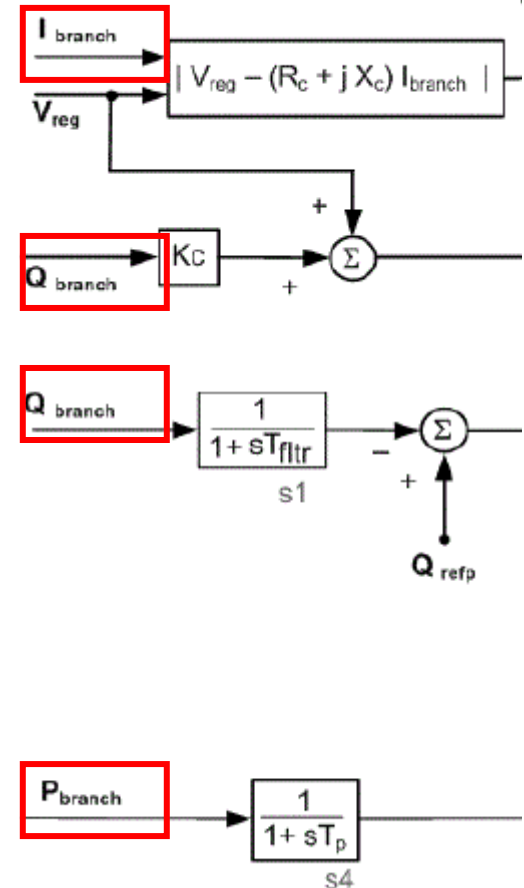 I branch
| Vreg – (Rc + j Xc) Ibranch |
Vreg
+
Q branch
Kc
+
Σ
Q branch
1
1+ sTfltr
s1
–
Σ
+
Q refp
Pbranch
1
1+ sTp
s4